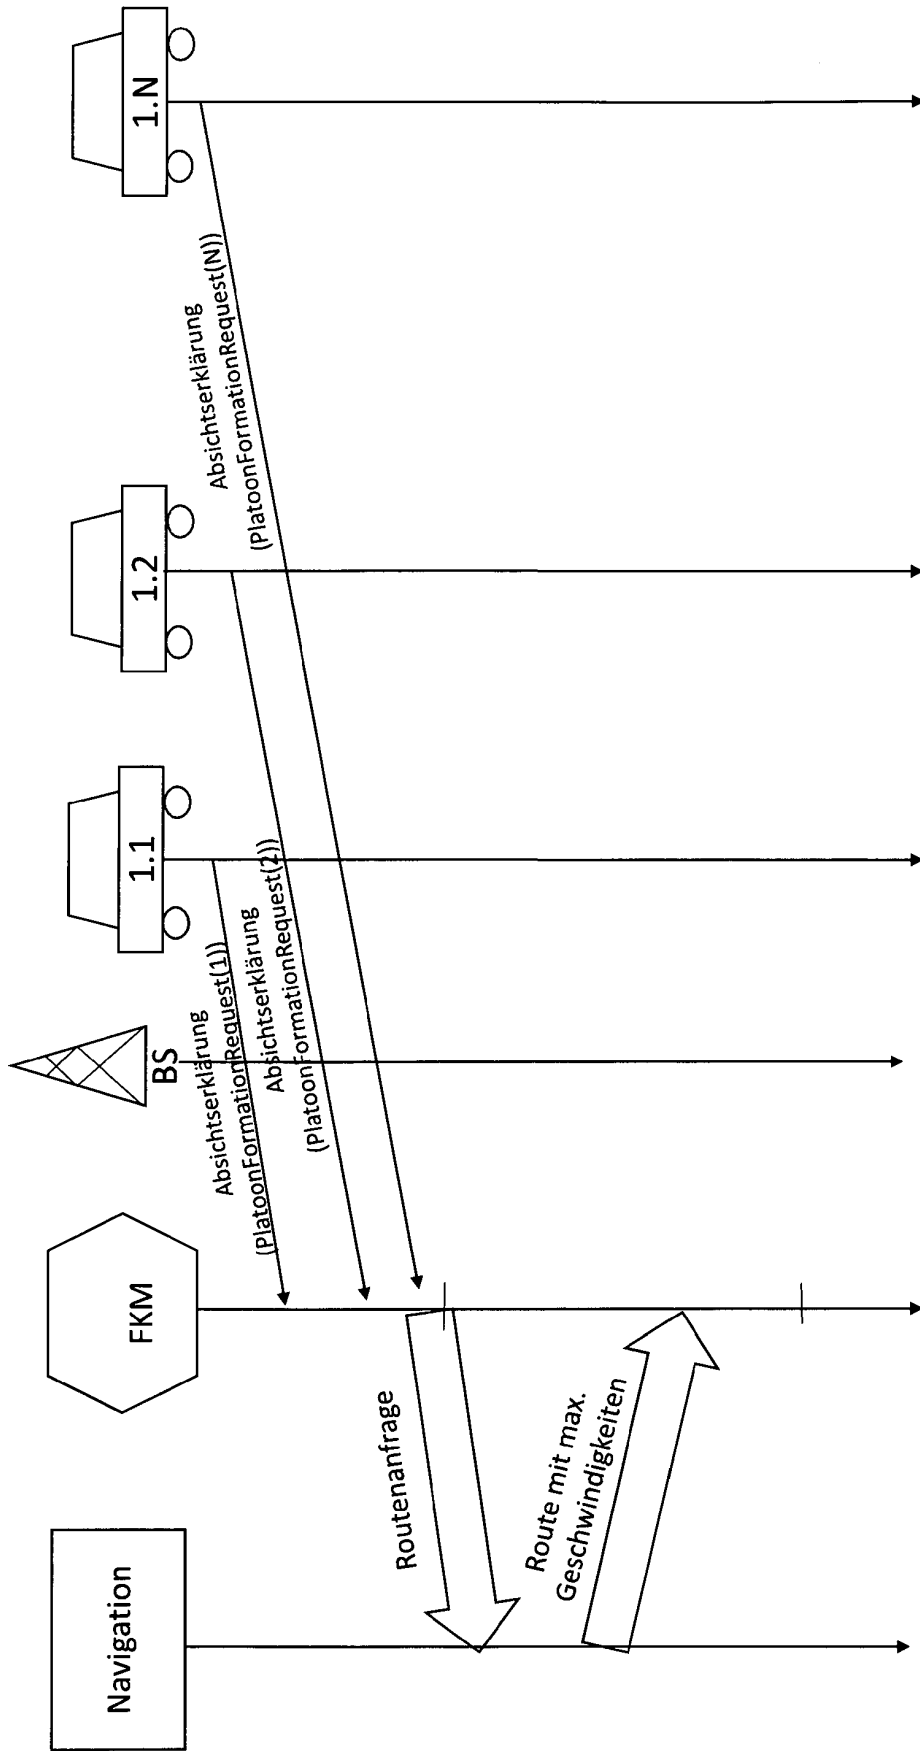 Navigation
FKM
BS
1.1
1.2
1.N
Absichtserklärung
(PlatoonFormationRequest(1))
Absichtserklärung
(PlatoonFormationRequest(2))
Absichtserklärung
(PlatoonFormationRequest(N))
Routenanfrage
Route mit max.
Geschwindigkeiten